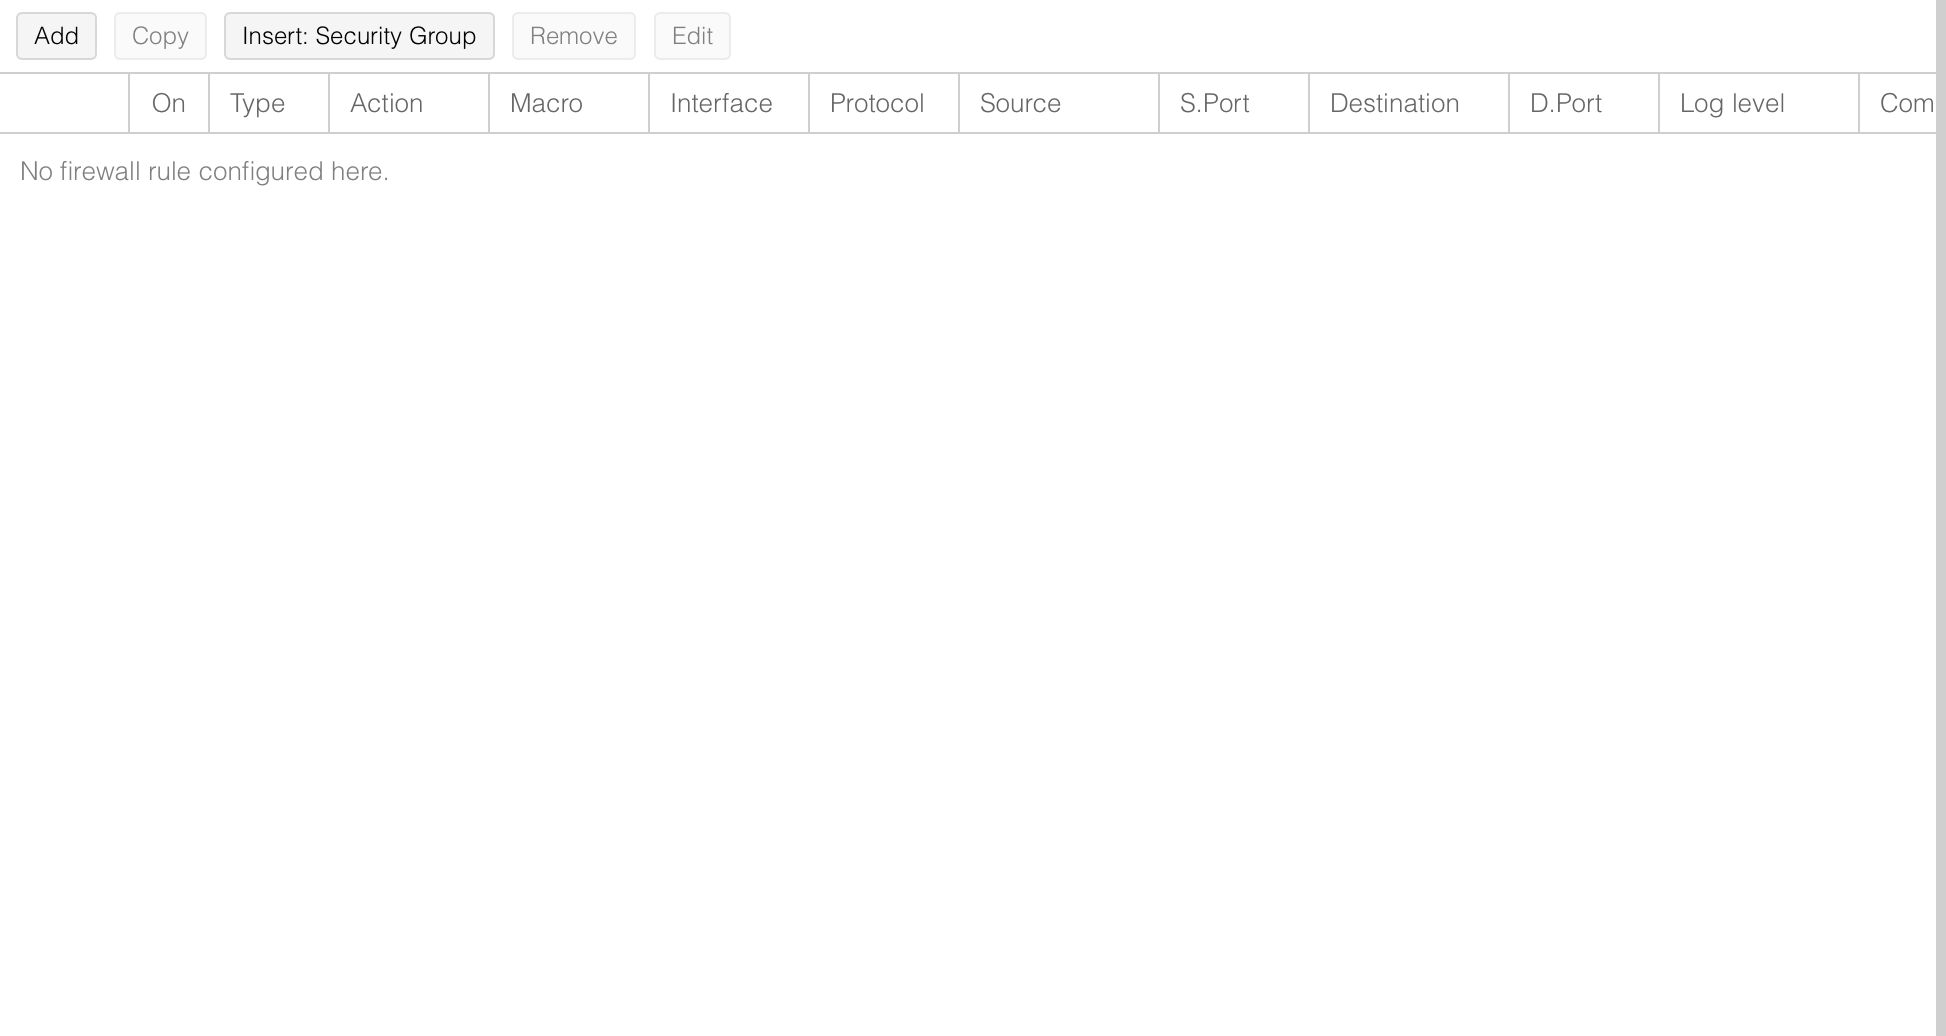 Add Copy Insert: Security Group Remove Edit
On Type Action Macro Interface Protocol Source S.Port Destination D.Port Log level Com
No firewall rule configured here.